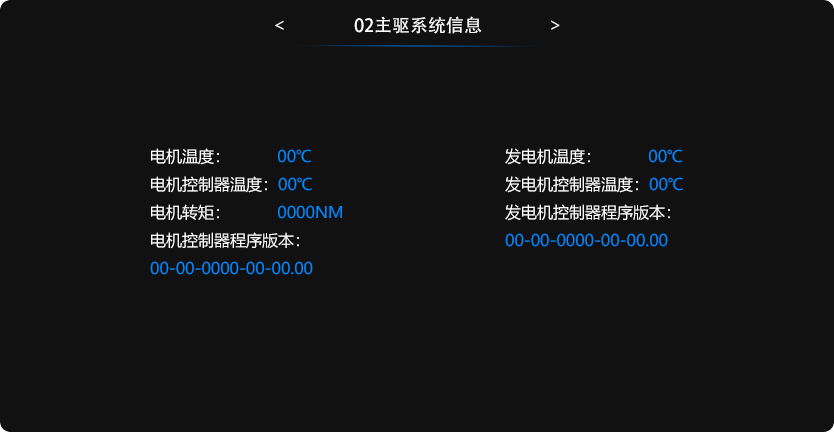 < 02主驱系统信息 >
电机温度: 00℃
电机控制器温度: 00℃
电机转矩: 0000NM
电机控制器程序版本:
00-00-0000-00-00.00
发电机温度: 00℃
发电机控制器温度: 00℃
发电机控制器程序版本:
00-00-0000-00-00.00